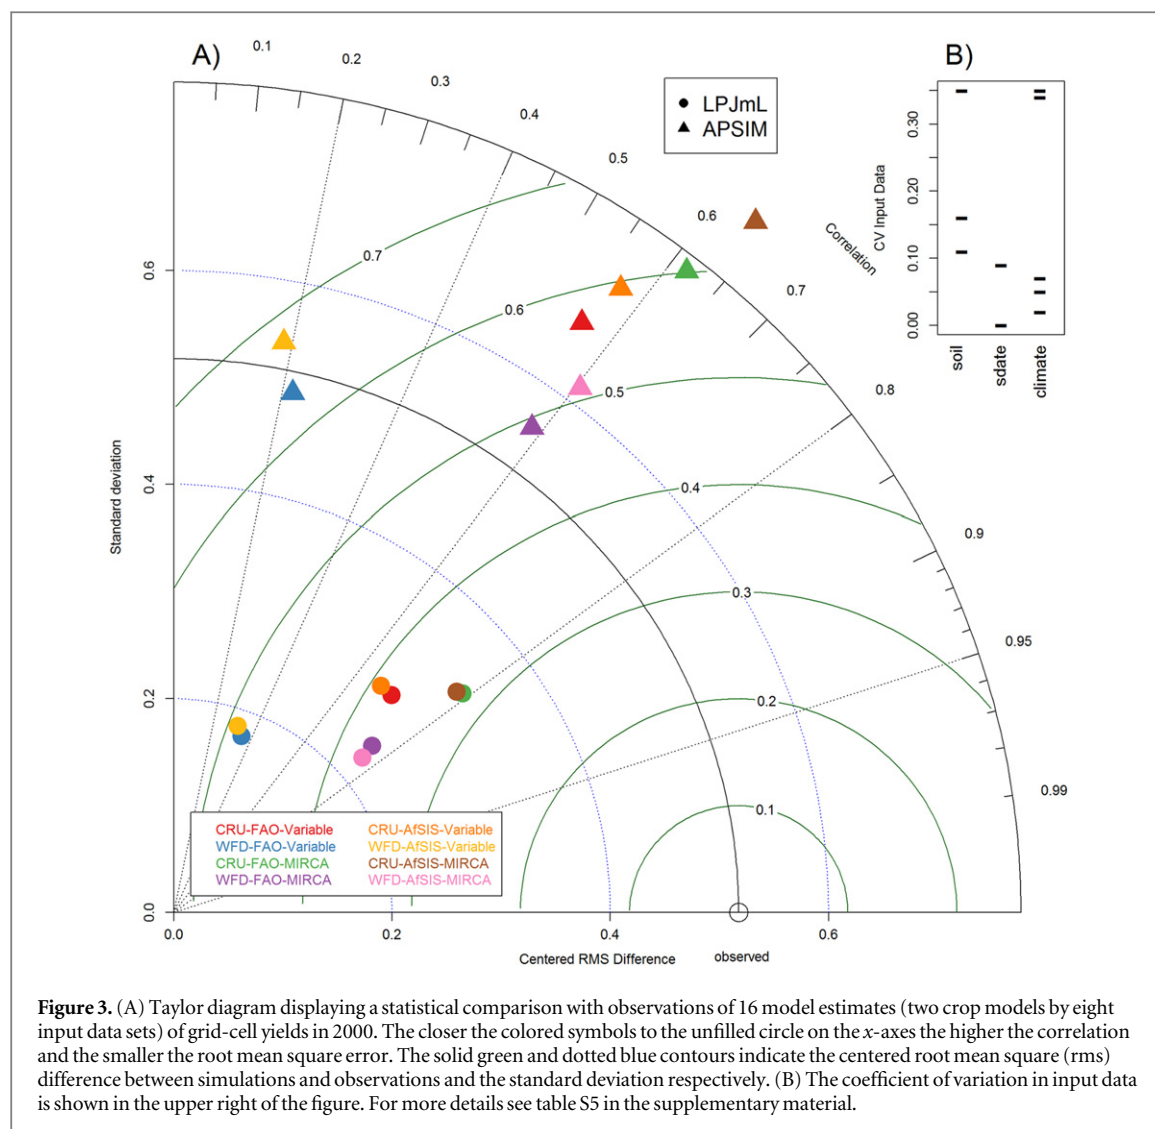 A)
B)
0.1
0.2
0.3
0.4
0.5
0.6
0.7
0.8
0.9
0.95
0.99
Correlation
LPJmL
APSIM
CV Input Data
0.30
0.20
0.10
0.00
soil
sdate
climate
0.7
0.6
0.5
0.4
0.3
0.2
0.1
Standard deviation
0.6
0.4
0.2
0.0
CRU-FAO-Variable
WFD-FAO-Variable
CRU-FAO-MIRCA
WFD-FAO-MIRCA
CRU-AfSIS-Variable
WFD-AfSIS-Variable
CRU-AfSIS-MIRCA
WFD-AfSIS-MIRCA
0.0
0.2
0.4
0.6
Centered RMS Difference
observed
Figure 3. (A) Taylor diagram displaying a statistical comparison with observations of 16 model estimates (two crop models by eight
input data sets) of grid-cell yields in 2000. The closer the colored symbols to the unfilled circle on the x-axes the higher the correlation
and the smaller the root mean square error. The solid green and dotted blue contours indicate the centered root mean square (rms)
difference between simulations and observations and the standard deviation respectively. (B) The coefficient of variation in input data
is shown in the upper right of the figure. For more details see table S5 in the supplementary material.